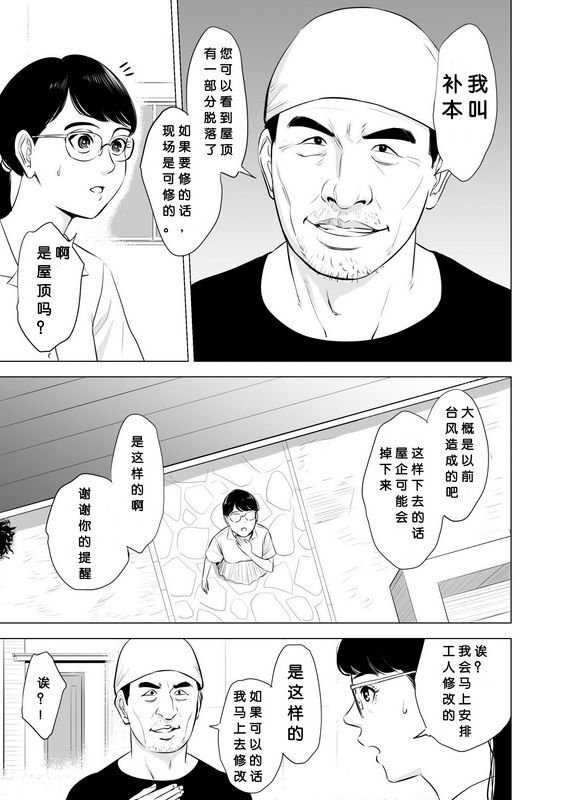 我叫
补本
您可以看到屋顶
有一部分脱落了
如果要修的话，
现场是可修的。
啊
是屋顶吗？
大概是以前
台风造成的吧
这样下去的话
屋企可能会
掉下来
是这样的啊
谢谢你的提醒
诶？
我会马上安排
工人修改的
是这样的
如果可以的话
我马上去修改
诶？！